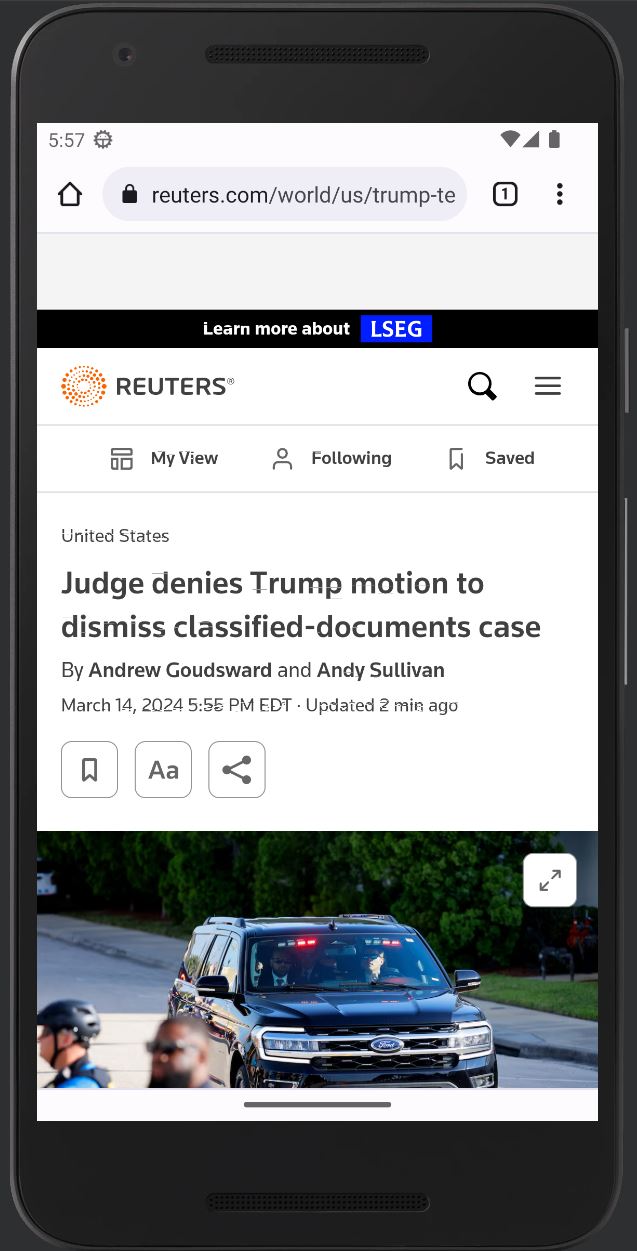 5:57
reuters.com/world/us/trump-te
1
Learn more about LSEG
REUTERS®
My View Following Saved
United States
Judge denies Trump motion to
dismiss classified-documents case
By Andrew Goudsward and Andy Sullivan
March 14, 2024 5:55 PM EDT · Updated 2 min ago
Aa
Ford